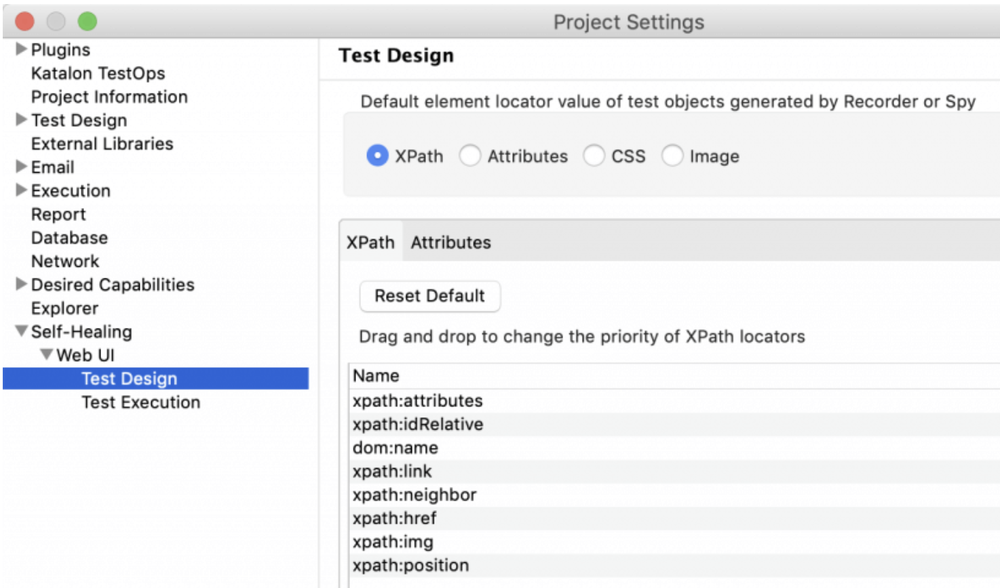 Project Settings
Plugins
Katalon TestOps
Project Information
Test Design
External Libraries
Email
Execution
Report
Database
Network
Desired Capabilities
Explorer
Self-Healing
Web UI
Test Design
Test Execution
Test Design
Default element locator value of test objects generated by Recorder or Spy
XPath Attributes CSS Image
XPath Attributes
Reset Default
Drag and drop to change the priority of XPath locators
Name
xpath:attributes
xpath:idRelative
dom:name
xpath:link
xpath:neighbor
xpath:href
xpath:img
xpath:position